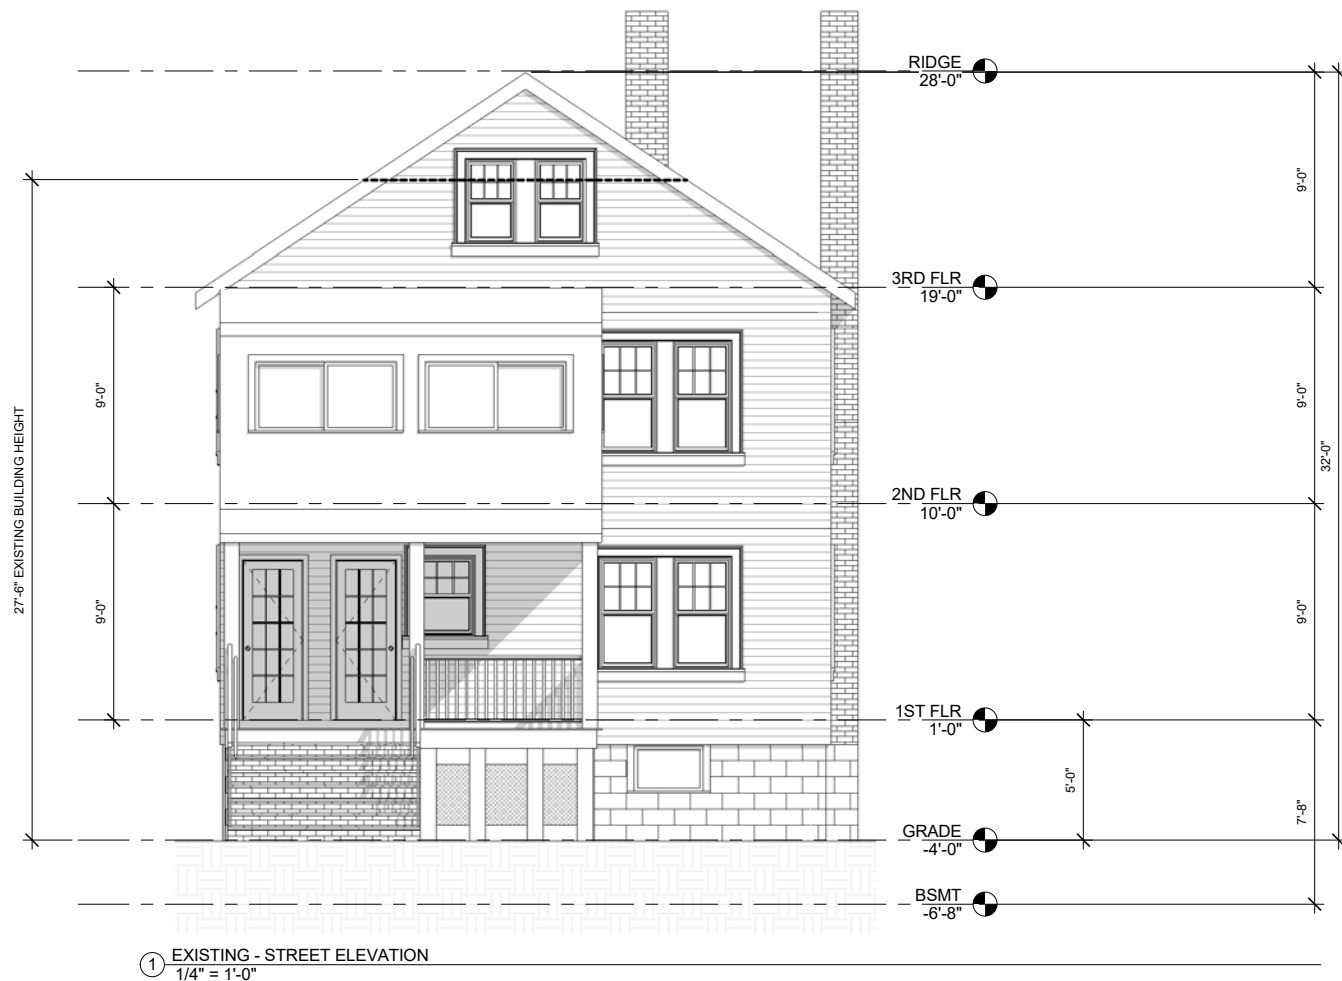 RIDGE
28'-0"
9'-0"
3RD FLR
19'-0"
9'-0"
9'-0"
27'-6" EXISTING BUILDING HEIGHT
32'-0"
2ND FLR
10'-0"
9'-0"
9'-0"
1ST FLR
1'-0"
5'-0"
7'-8"
GRADE
-4'-0"
BSMT
-6'-8"
1 EXISTING - STREET ELEVATION
1/4" = 1'-0"